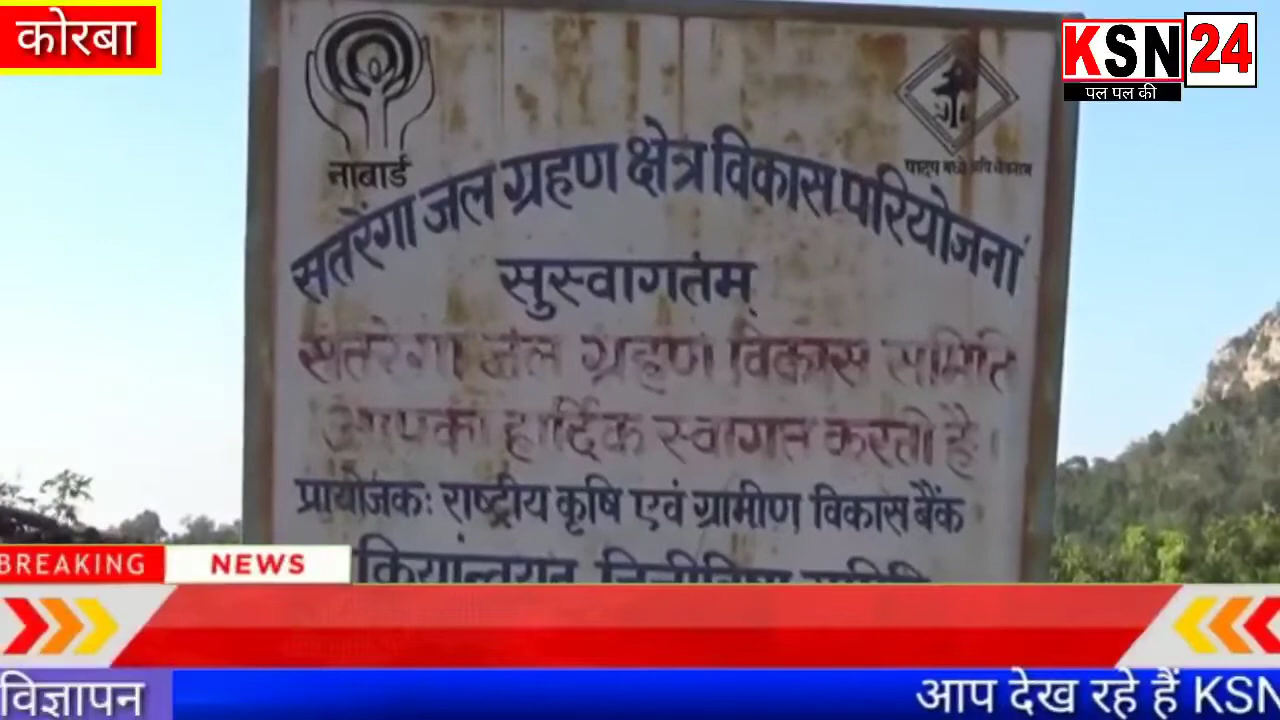 कोरबा
KSN24
पल पल की
नाबार्ड
सतरेंगा जल ग्रहण क्षेत्र विकास परियोजना
सुस्वागतम्
सतरेंगा जल ग्रहण विकास समिति
आपका हार्दिक स्वागत करती है।
प्रायोजक: राष्ट्रीय कृषि एवं ग्रामीण विकास बैंक
BREAKING NEWS
विज्ञापन
आप देख रहे हैं KSN